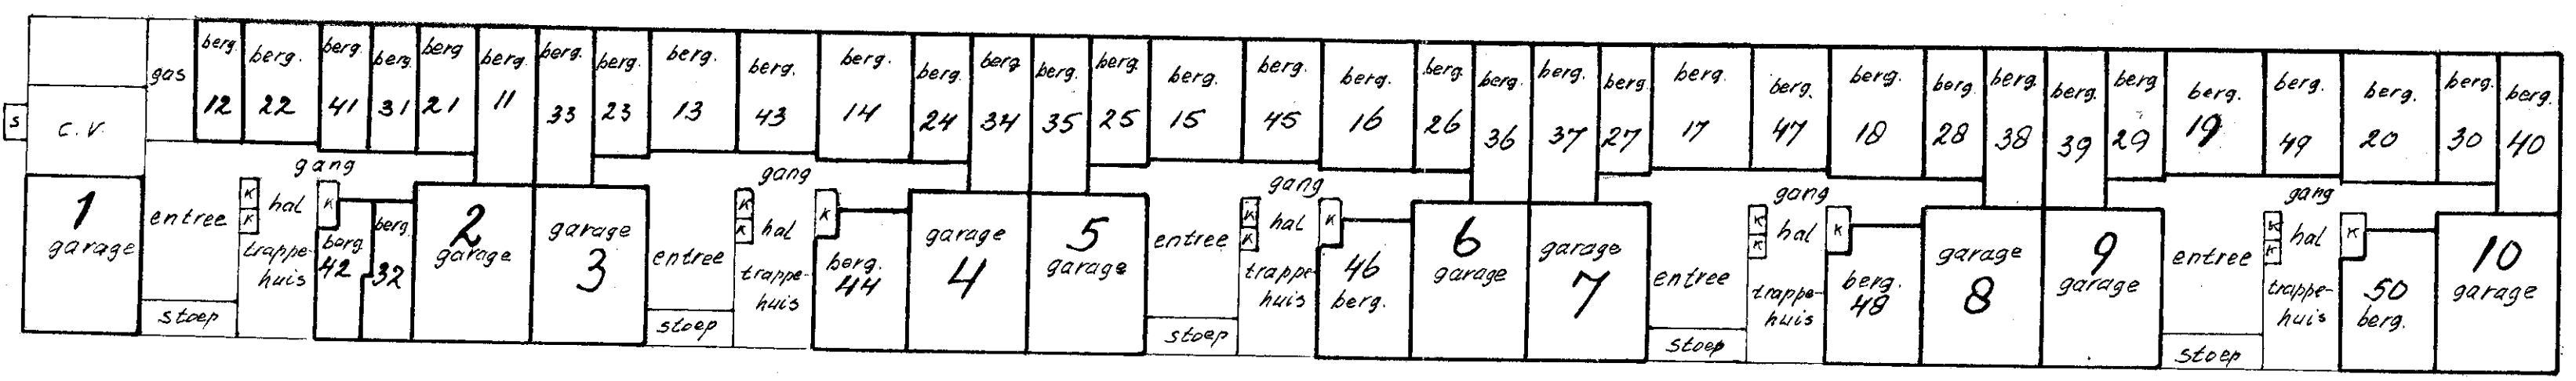 gas
berg. 12
berg. 22
berg. 41
berg. 31
berg 21
berg. 11
berg. 33
berg. 23
berg. 13
berg. 43
berg. 14
berg. 24
berg 34
berg. 35
berg. 25
berg. 15
berg. 45
berg. 16
berg. 26
berg. 36
berg. 37
berg. 27
berg. 17
berg. 47
berg. 18
berg. 28
berg. 38
berg. 39
berg 29
berg. 19
berg. 49
berg. 20
berg. 30
berg. 40
S
C.V.
gang
gang
gang
gang
gang
1
garage
entree
stoep
K
K
hal
trappe-
huis
K
berg
42
berg.
32
2
garage
garage
3
entree
stoep
K
K
hal
trappe-
huis
K
berg.
44
garage
4
5
garage
entree
stoep
K
K
hal
trappe-
huis
K
46
berg.
6
garage
garage
7
entree
stoep
K
K
hal
trappe-
huis
K
berg.
48
garage
8
9
garage
entree
stoep
K
K
hal
trappe-
huis
K
50
berg.
10
garage